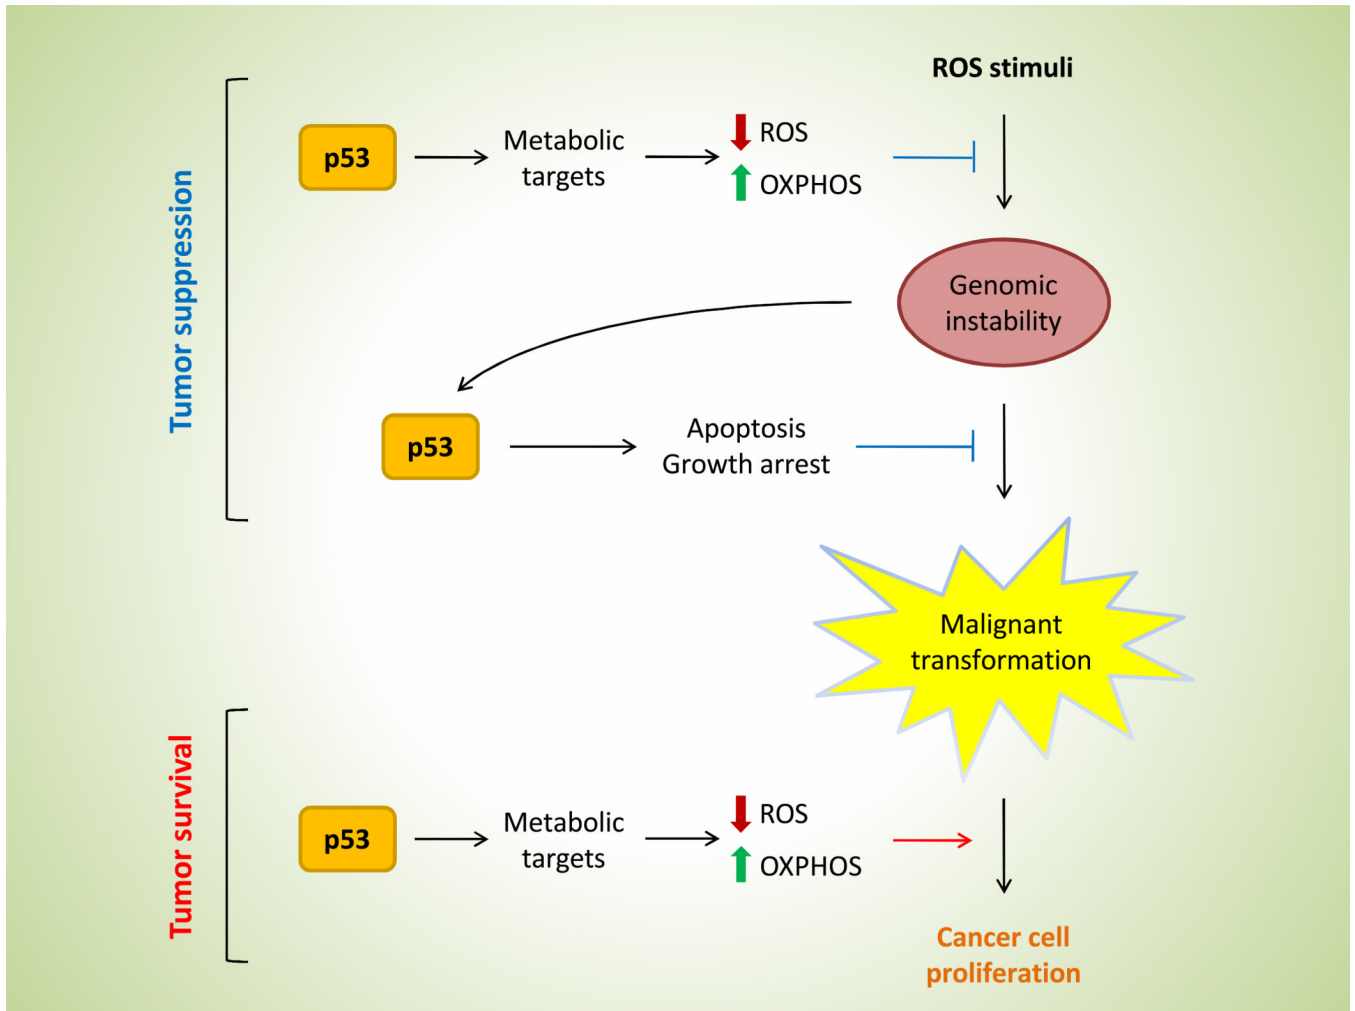 ROS stimuli
Tumor suppression
p53
Metabolic
targets
ROS
OXPHOS
Genomic
instability
p53
Apoptosis
Growth arrest
Malignant
transformation
Tumor survival
p53
Metabolic
targets
ROS
OXPHOS
Cancer cell
proliferation